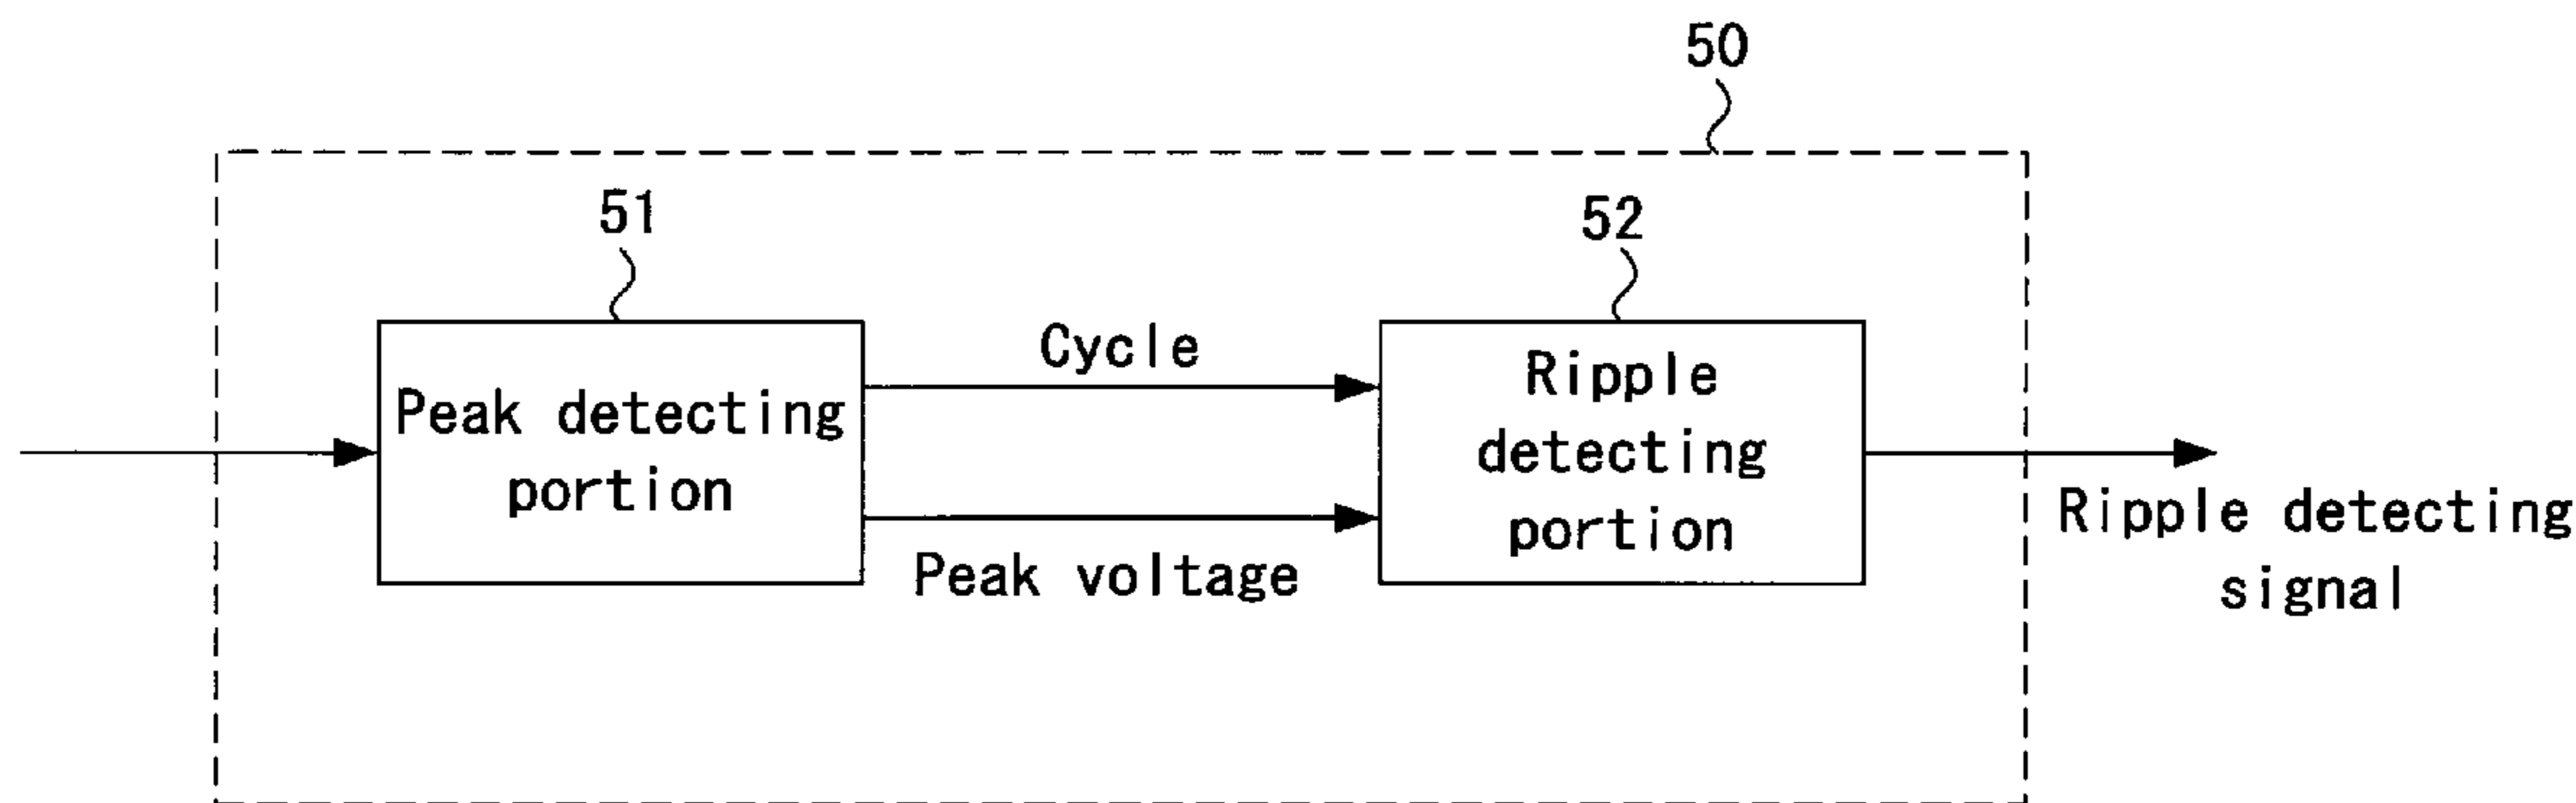 50
51
52
Peak detecting
portion
Cycle
Peak voltage
Ripple
detecting
portion
Ripple detecting
signal